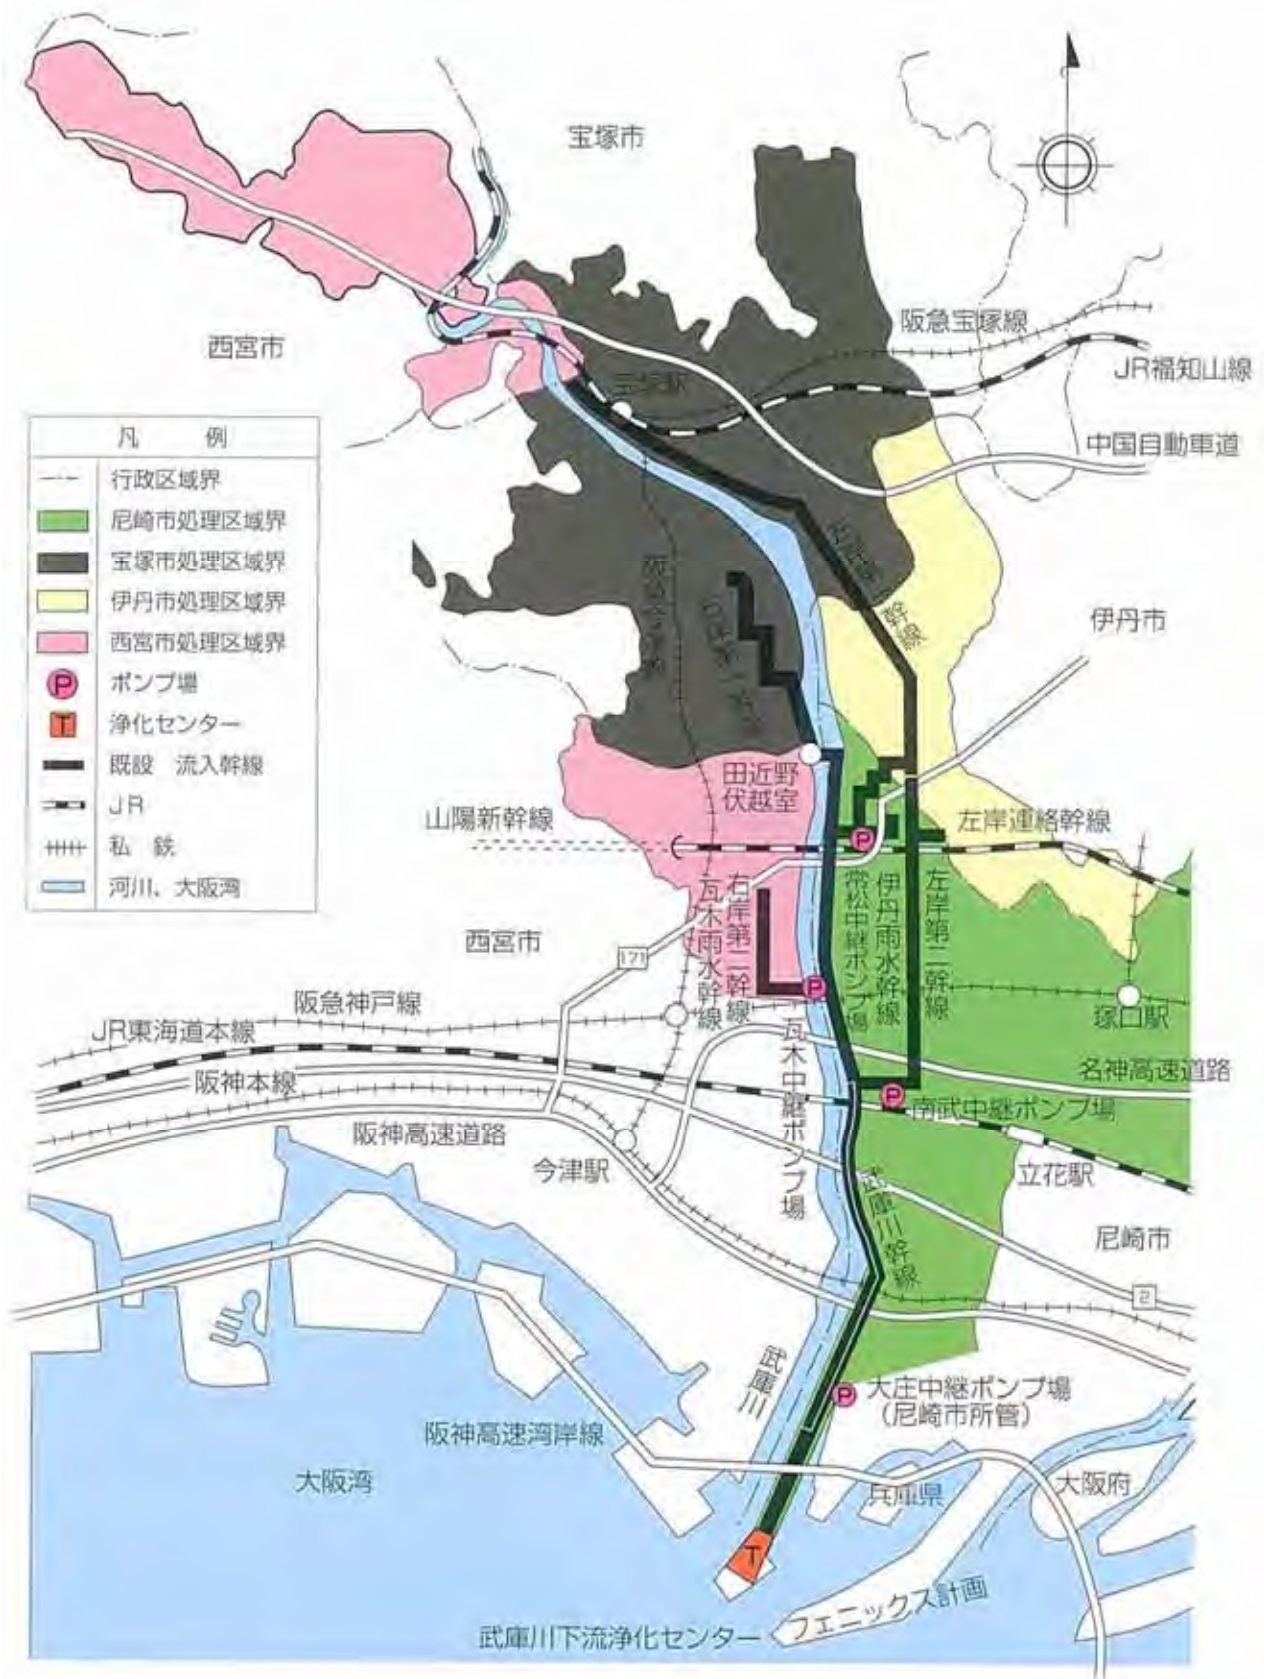 宝塚市
阪急宝塚線
JR福知山線
西宮市
宝塚駅
中国自動車道
凡 例
行政区域界
尼崎市処理区域界
宝塚市処理区域界
伊丹市処理区域界
西宮市処理区域界
P ポンプ場
T 浄化センター
既設 流入幹線
JR
私 鉄
河川、大阪湾
幹線
伊丹市
田近野
伏越室
山陽新幹線
左岸連絡幹線
P
右岸第二幹線
瓦木雨水幹線
常松中継ポンプ場
伊丹雨水幹線
左岸第二幹線
西宮市
171
P
阪急神戸線
塚口駅
JR東海道本線
瓦木中継ポンプ場
名神高速道路
阪神本線
P
南武中継ポンプ場
阪神高速道路
今津駅
立花駅
武庫川幹線
尼崎市
2
武庫川
P
大庄中継ポンプ場
(尼崎市所管)
阪神高速湾岸線
大阪湾
兵庫県
大阪府
T
フェニックス計画
武庫川下流浄化センター